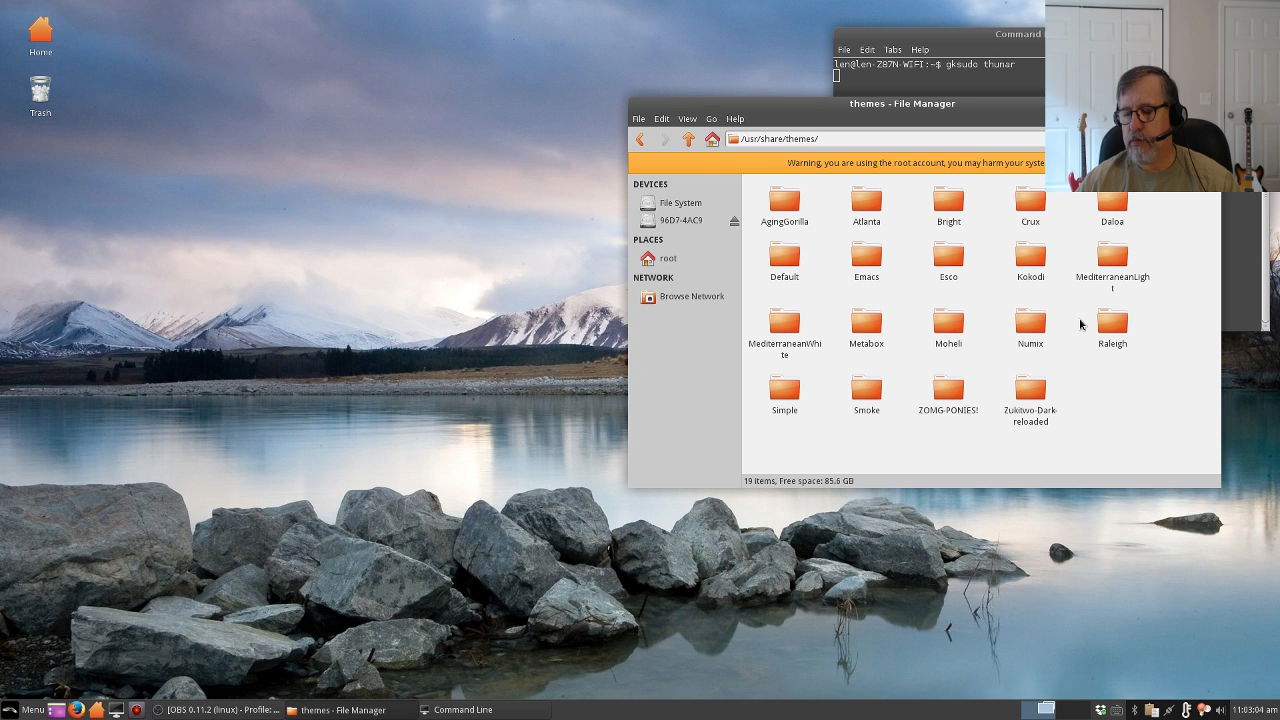 Home
Trash
Command
File Edit Tabs Help
len@len-Z87N-WIFI:~$ gksudo thunar
themes - File Manager
File Edit View Go Help
/usr/share/themes/
Warning, you are using the root account, you may harm your syste
DEVICES
File System
96D7-4AC9
PLACES
root
NETWORK
Browse Network
AgingGorilla Atlanta Bright Crux Daloa
Default Emacs Esco Kokodi MediterraneanLigh
t
MediterraneanWhi Metabox Moheli Numix Raleigh
te
Simple Smoke ZOMG-PONIES! Zukitwo-Dark-
reloaded
19 items, Free space: 85.6 GB
Menu [OBS 0.11.2 (linux) - Profile: ... themes - File Manager Command Line 11:03:04 am